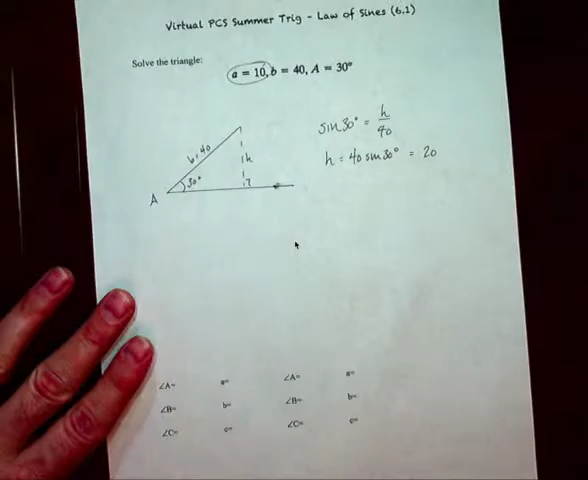 Virtual PCS Summer Trig - Law of Sines (6.1)
Solve the triangle:
a = 10, b = 40, A = 30°
sin 30° = h/40
h = 40 sin 30° = 20
b = 40
h
30°
A
∠A= a= ∠A= a=
∠B= b= ∠B= b=
∠C= c= ∠C= c=